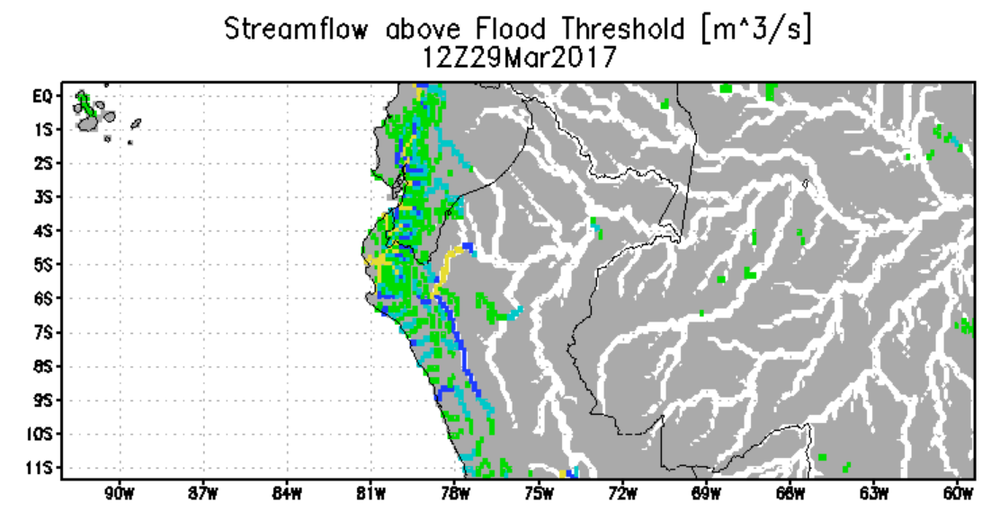 Streamflow above Flood Threshold [m^3/s]
12Z29Mar2017
EQ
1S
2S
3S
4S
5S
6S
7S
8S
9S
10S
11S
90W 87W 84W 81W 78W 75W 72W 69W 66W 63W 60W